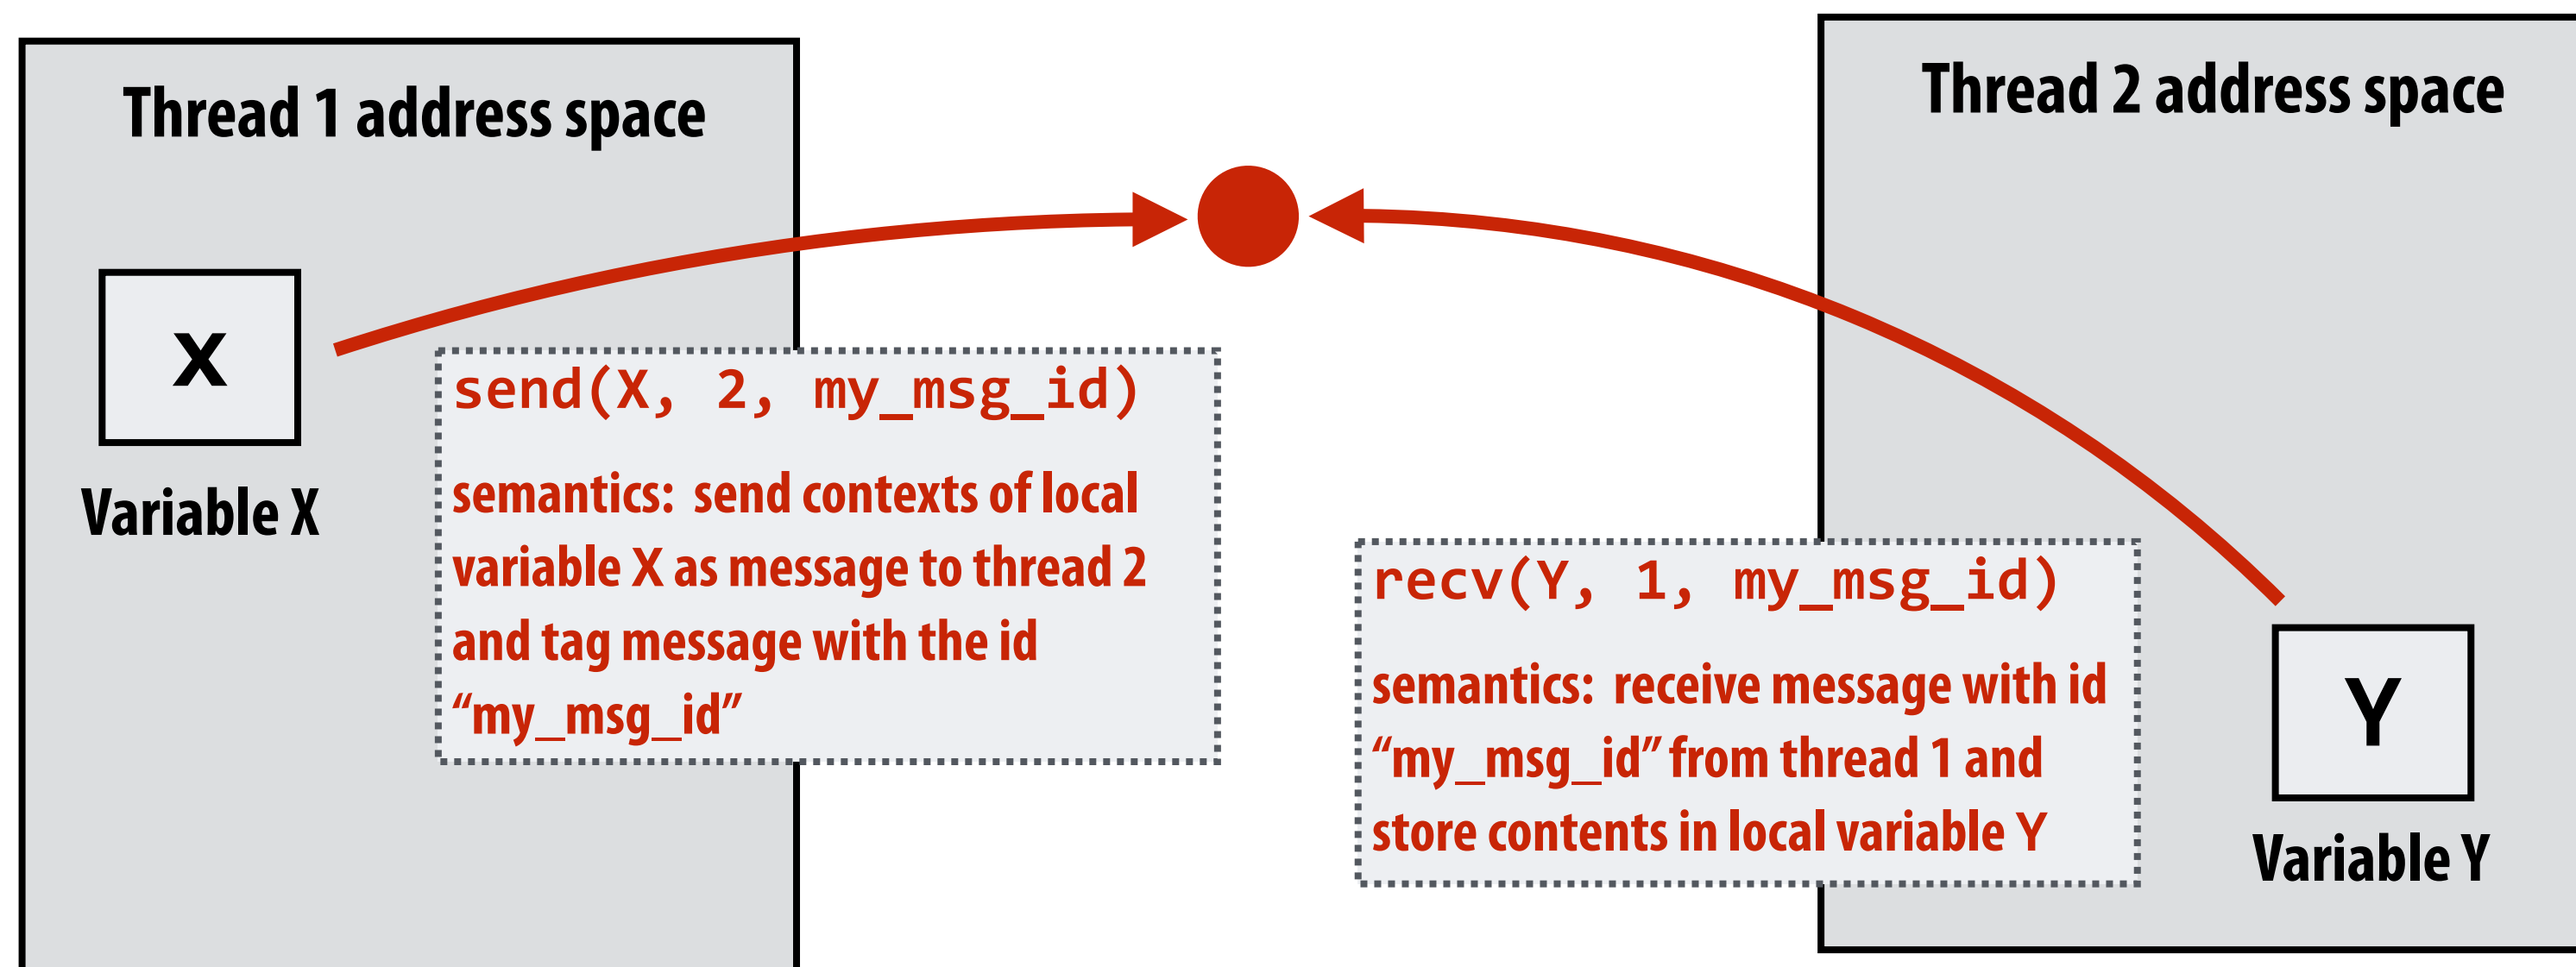 Thread 1 address space
x
Variable X
send(X, 2, my_msg_id)
semantics: send contexts of local
variable X as message to thread 2
and tag message with the id
“my_msg_id”
Thread 2 address space
recv(Y, 1, my_msg_id)
semantics: receive message with id
“my_msg_id” from thread 1 and
store contents in local variable Y
Y
Variable Y